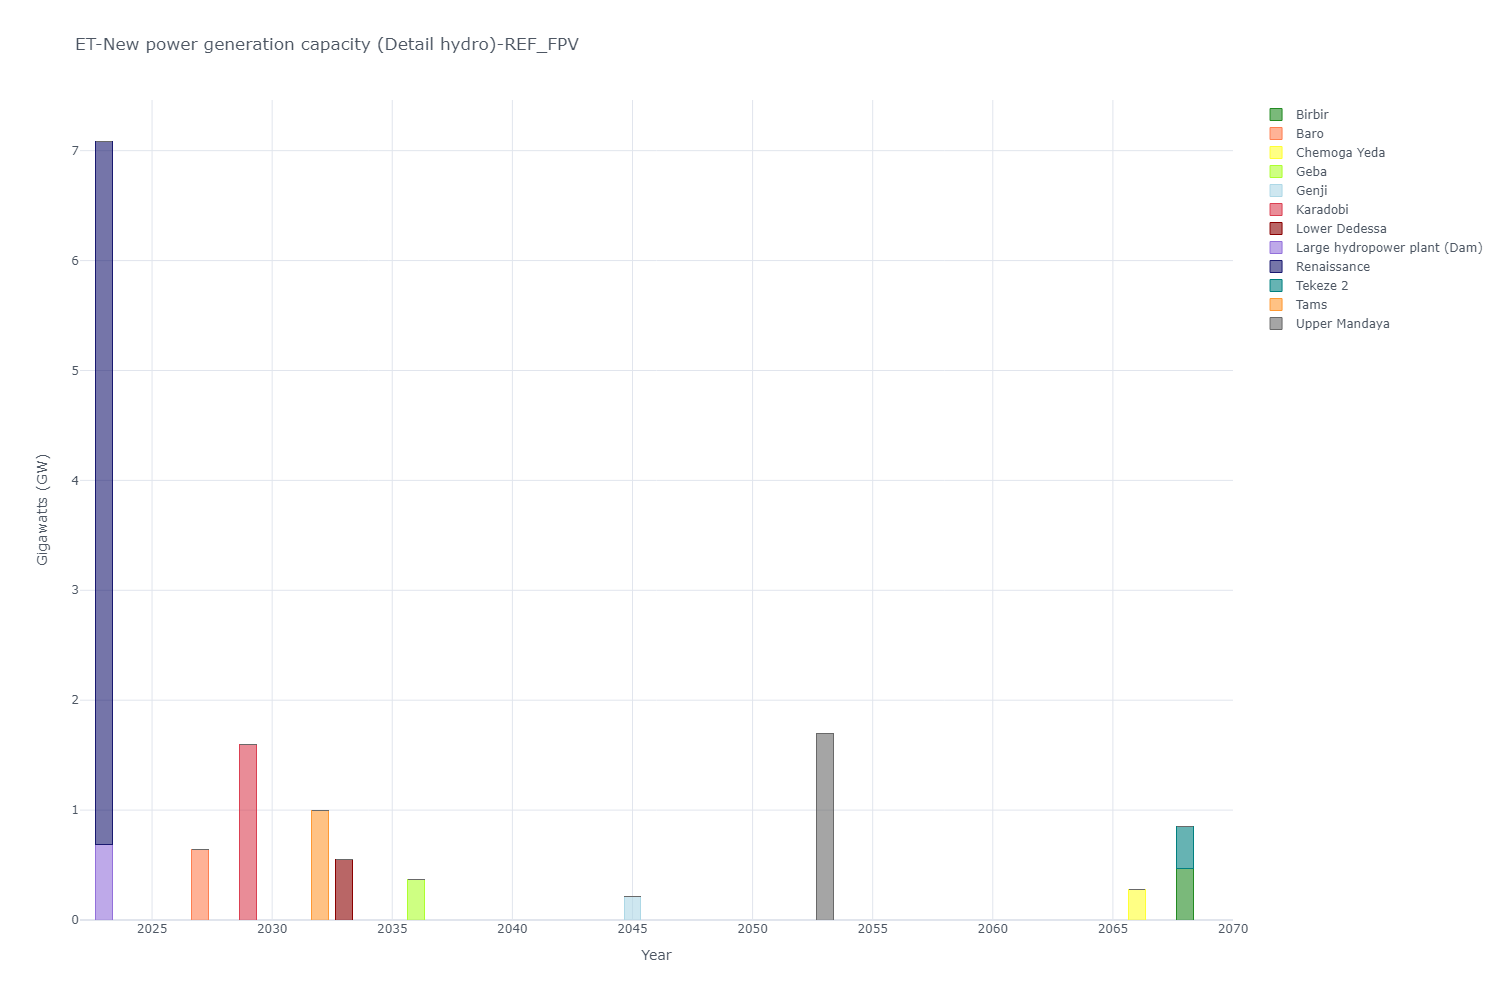 ET-New power generation capacity (Detail hydro)-REF_FPV
Birbir
Baro
Chemoga Yeda
Geba
Genji
Karadobi
Lower Dedessa
Large hydropower plant (Dam)
Renaissance
Tekeze 2
Tams
Upper Mandaya
Gigawatts (GW)
7
6
5
4
3
2
1
0
2025 2030 2035 2040 2045 2050 2055 2060 2065 2070
Year